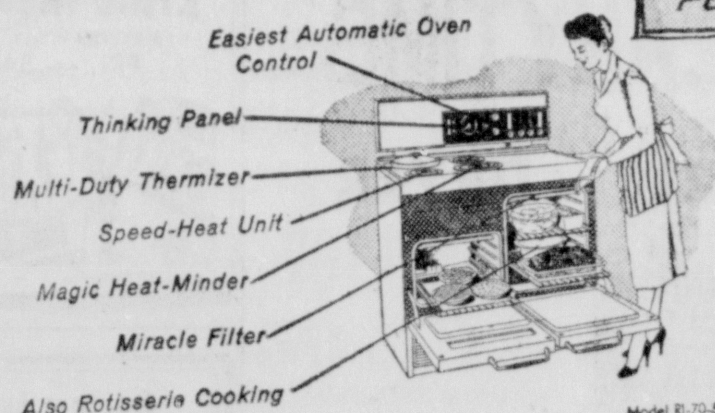 Easiest Automatic Oven
Control
Thinking Panel
Multi-Duty Thermizer
Speed-Heat Unit
Magic Heat-Minder
Miracle Filter
Also Rotisserie Cooking
Model